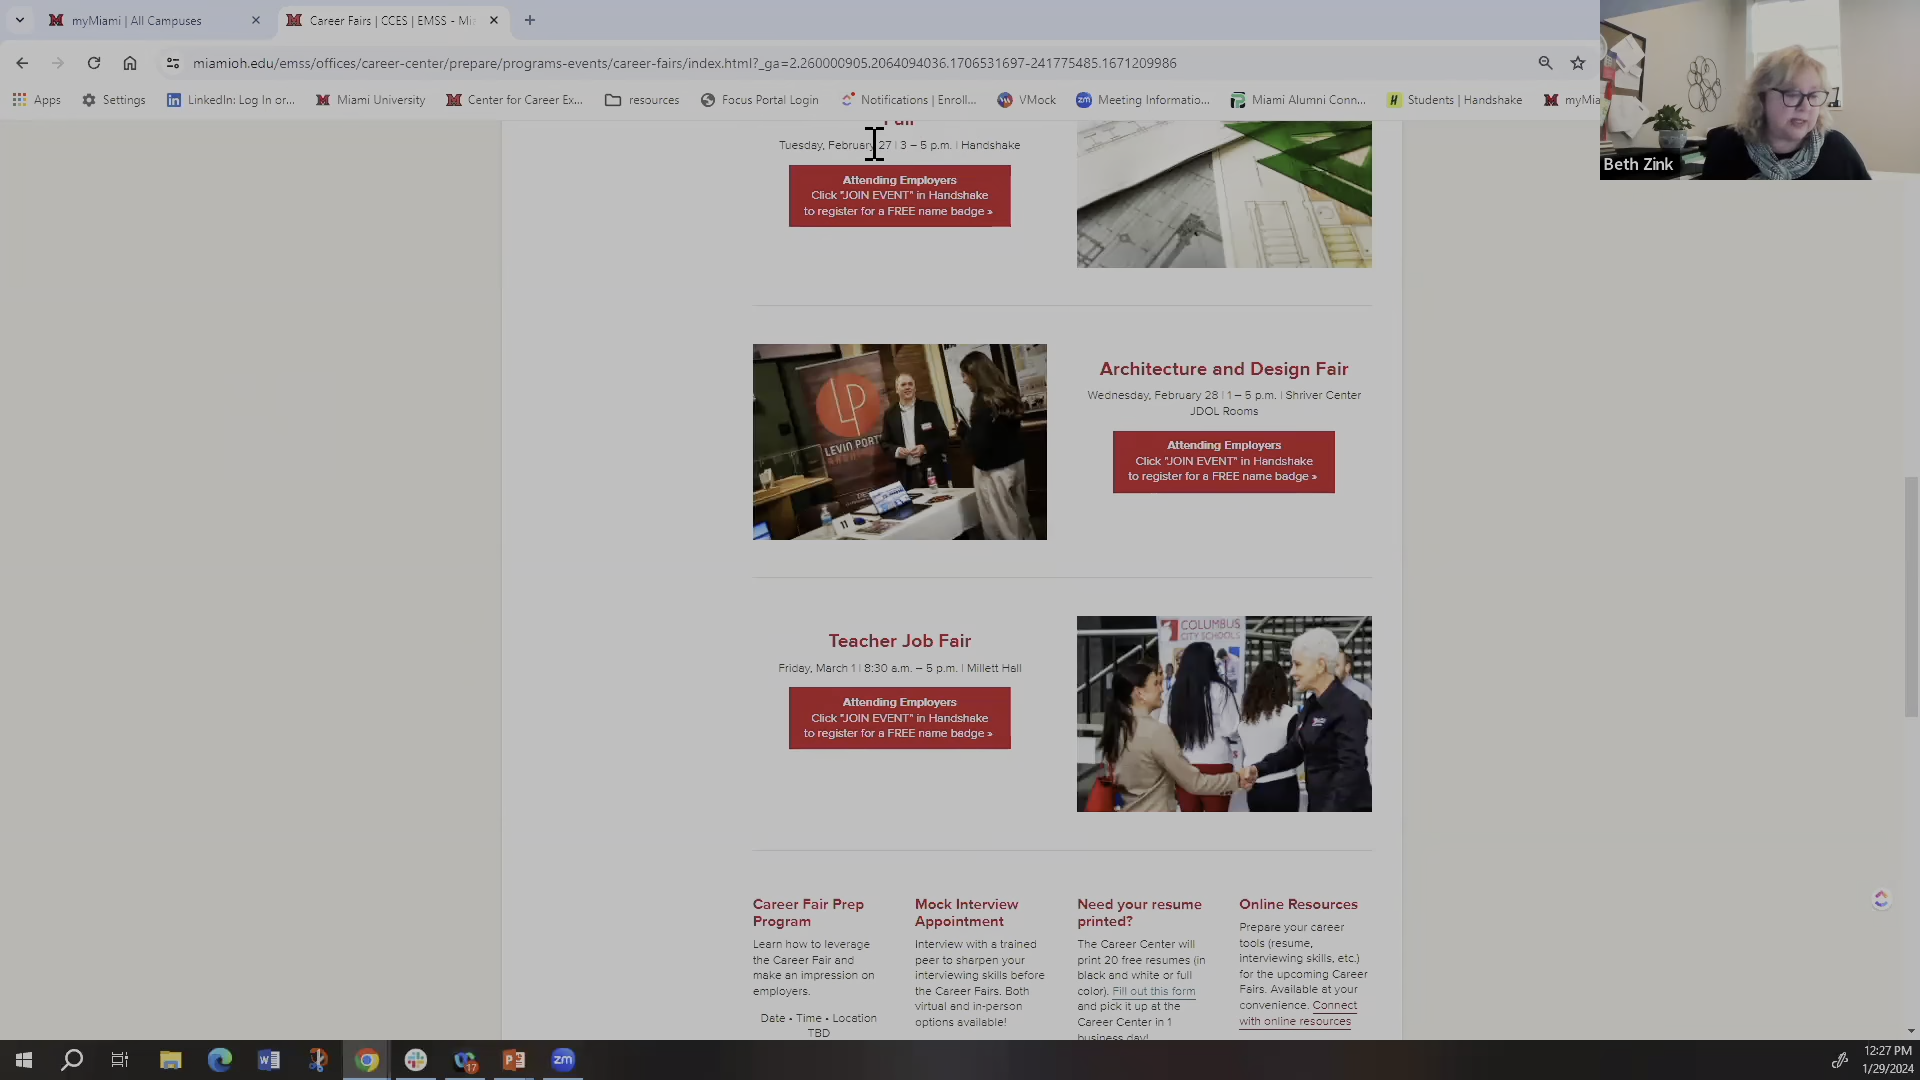 myMiami | All Campuses
Career Fairs | CCES | EMSS - Mi
miamioh.edu/emss/offices/career-center/prepare/programs-events/career-fairs/index.html?_ga=2.260000905.2064094036.1706531697-241775485.1671209986
Apps
Settings
LinkedIn: Log In or...
Miami University
Center for Career Ex...
resources
Focus Portal Login
Notifications | Enroll...
VMock
Meeting Informatio...
Miami Alumni Conn...
Students | Handshake
myMia
Beth Zink
Fair
Tuesday, February 27 | 3 – 5 p.m. | Handshake
Attending Employers
Click "JOIN EVENT" in Handshake
to register for a FREE name badge »
LP
LEVIN PORT
11
Architecture and Design Fair
Wednesday, February 28 | 1 – 5 p.m. | Shriver Center
JDOL Rooms
Attending Employers
Click "JOIN EVENT" in Handshake
to register for a FREE name badge »
Teacher Job Fair
Friday, March 1 | 8:30 a.m. – 5 p.m. | Millett Hall
Attending Employers
Click "JOIN EVENT" in Handshake
to register for a FREE name badge »
COLUMBUS
CITY SCHOOLS
Career Fair Prep
Program
Learn how to leverage
the Career Fair and
make an impression on
employers.
Date • Time • Location
TBD
Mock Interview
Appointment
Interview with a trained
peer to sharpen your
interviewing skills before
the Career Fairs. Both
virtual and in-person
options available!
Need your resume
printed?
The Career Center will
print 20 free resumes (in
black and white or full
color). Fill out this form
and pick it up at the
Career Center in 1
business day!
Online Resources
Prepare your career
tools (resume,
interviewing skills, etc.)
for the upcoming Career
Fairs. Available at your
convenience. Connect
with online resources
17
zm
12:27 PM
1/29/2024